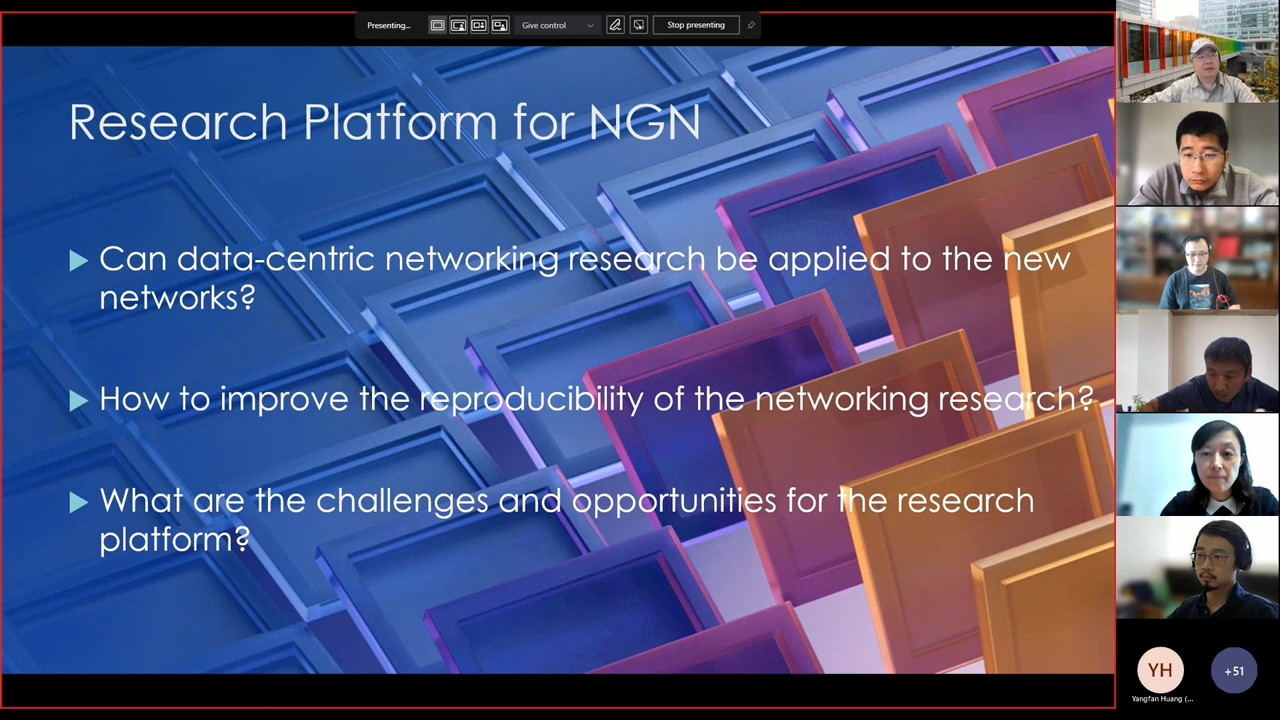 Presenting...
Give control
Stop presenting
Research Platform for NGN
Can data-centric networking research be applied to the new
networks?
How to improve the reproducibility of the networking research?
What are the challenges and opportunities for the research
platform?
YH
+51
Yangfan Huang (...